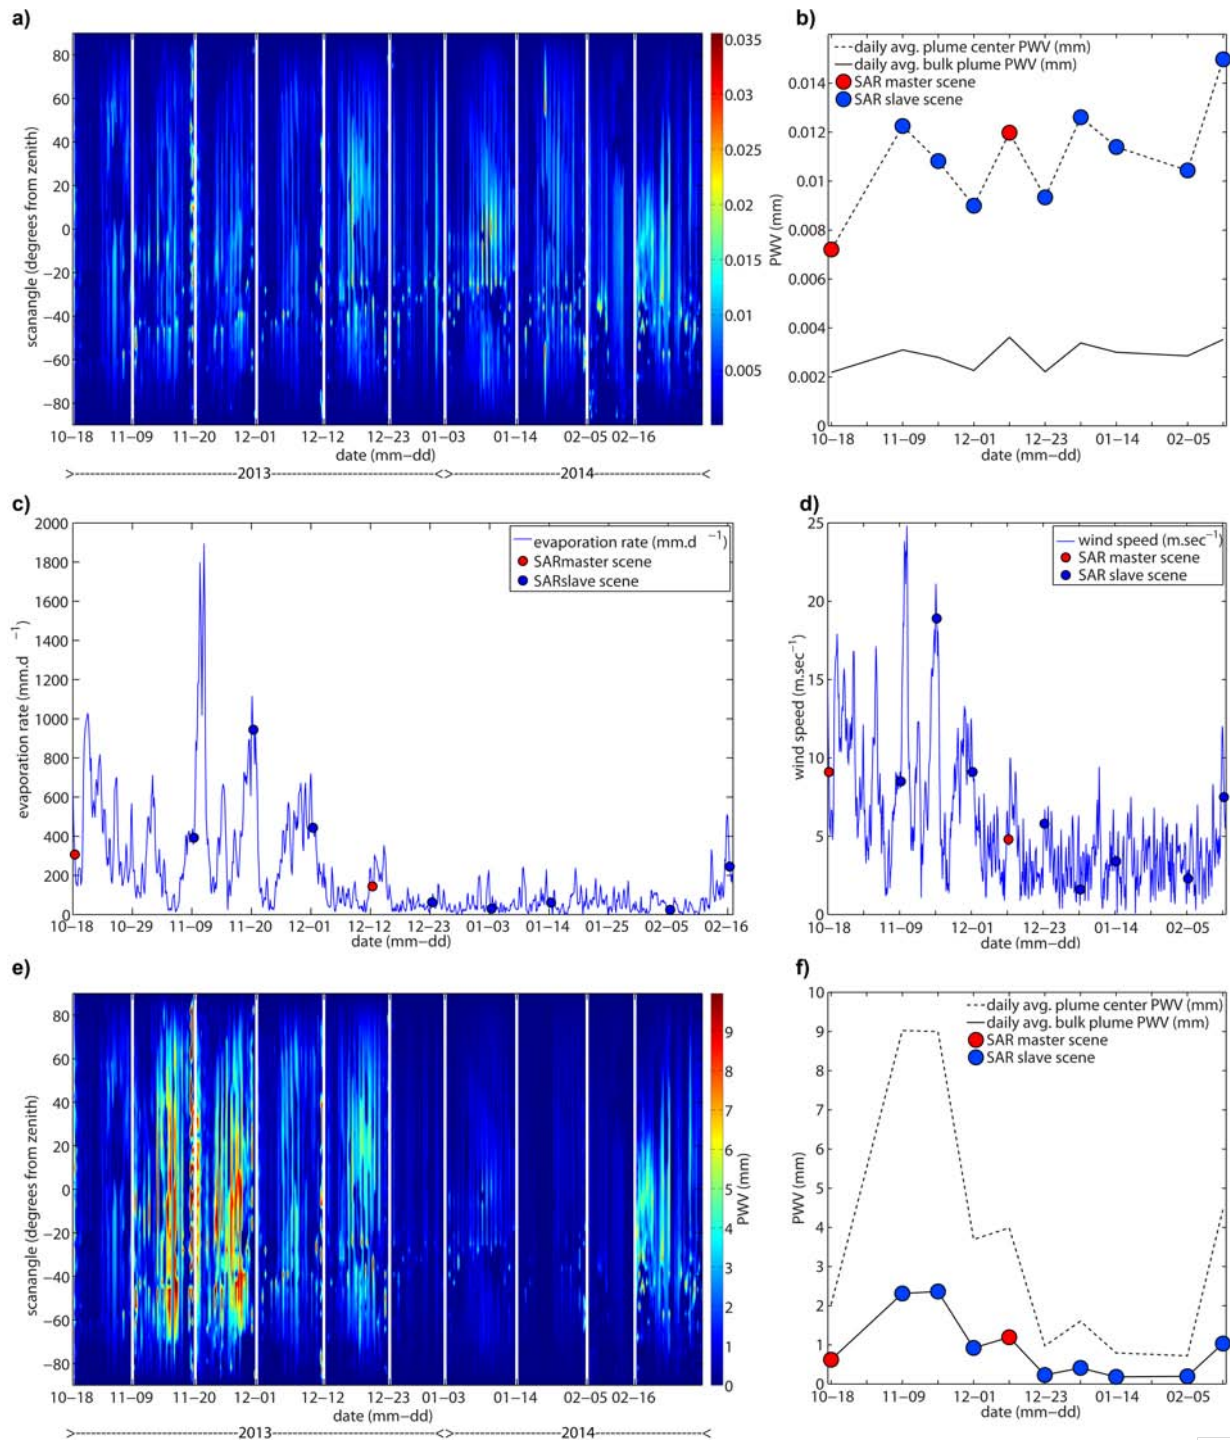 a)
80
60
40
20
0
−20
−40
−60
−80
scanangle (degrees from zenith)
10−18 11−09 11−20 12−01 12−12 12−23 01−03 01−14 02−05 02−16
date (mm−dd)
2013 2014
0.035
0.03
0.025
0.02
0.015
0.01
0.005
PWV (mm)
b)
daily avg. plume center PWV (mm)
daily avg. bulk plume PWV (mm)
SAR master scene
SAR slave scene
0.014
0.012
0.01
0.008
0.006
0.004
0.002
0
PWV (mm)
10−18 11−09 12−01 12−23 01−14 02−05
date (mm−dd)
c)
evaporation rate (mm.d −1)
SARmaster scene
SARslave scene
2000
1800
1600
1400
1200
1000
800
600
400
200
0
evaporation rate (mm.d −1)
10−18 10−29 11−09 11−20 12−01 12−12 12−23 01−03 01−14 01−25 02−05 02−16
date (mm−dd)
d)
wind speed (m.sec−1)
SAR master scene
SAR slave scene
25
20
15
10
5
0
wind speed (m.sec−1)
10−18 11−09 12−01 12−23 01−14 02−05
date (mm−dd)
e)
80
60
40
20
0
−20
−40
−60
−80
scanangle (degrees from zenith)
10−18 11−09 11−20 12−01 12−12 12−23 01−03 01−14 02−05 02−16
date (mm−dd)
2013 2014
9
8
7
6
5
4
3
2
1
0
PWV (mm)
f)
daily avg. plume center PWV (mm)
daily avg. bulk plume PWV (mm)
SAR master scene
SAR slave scene
10
9
8
7
6
5
4
3
2
1
0
PWV (mm)
10−18 11−09 12−01 12−23 01−14 02−05
date (mm−dd)